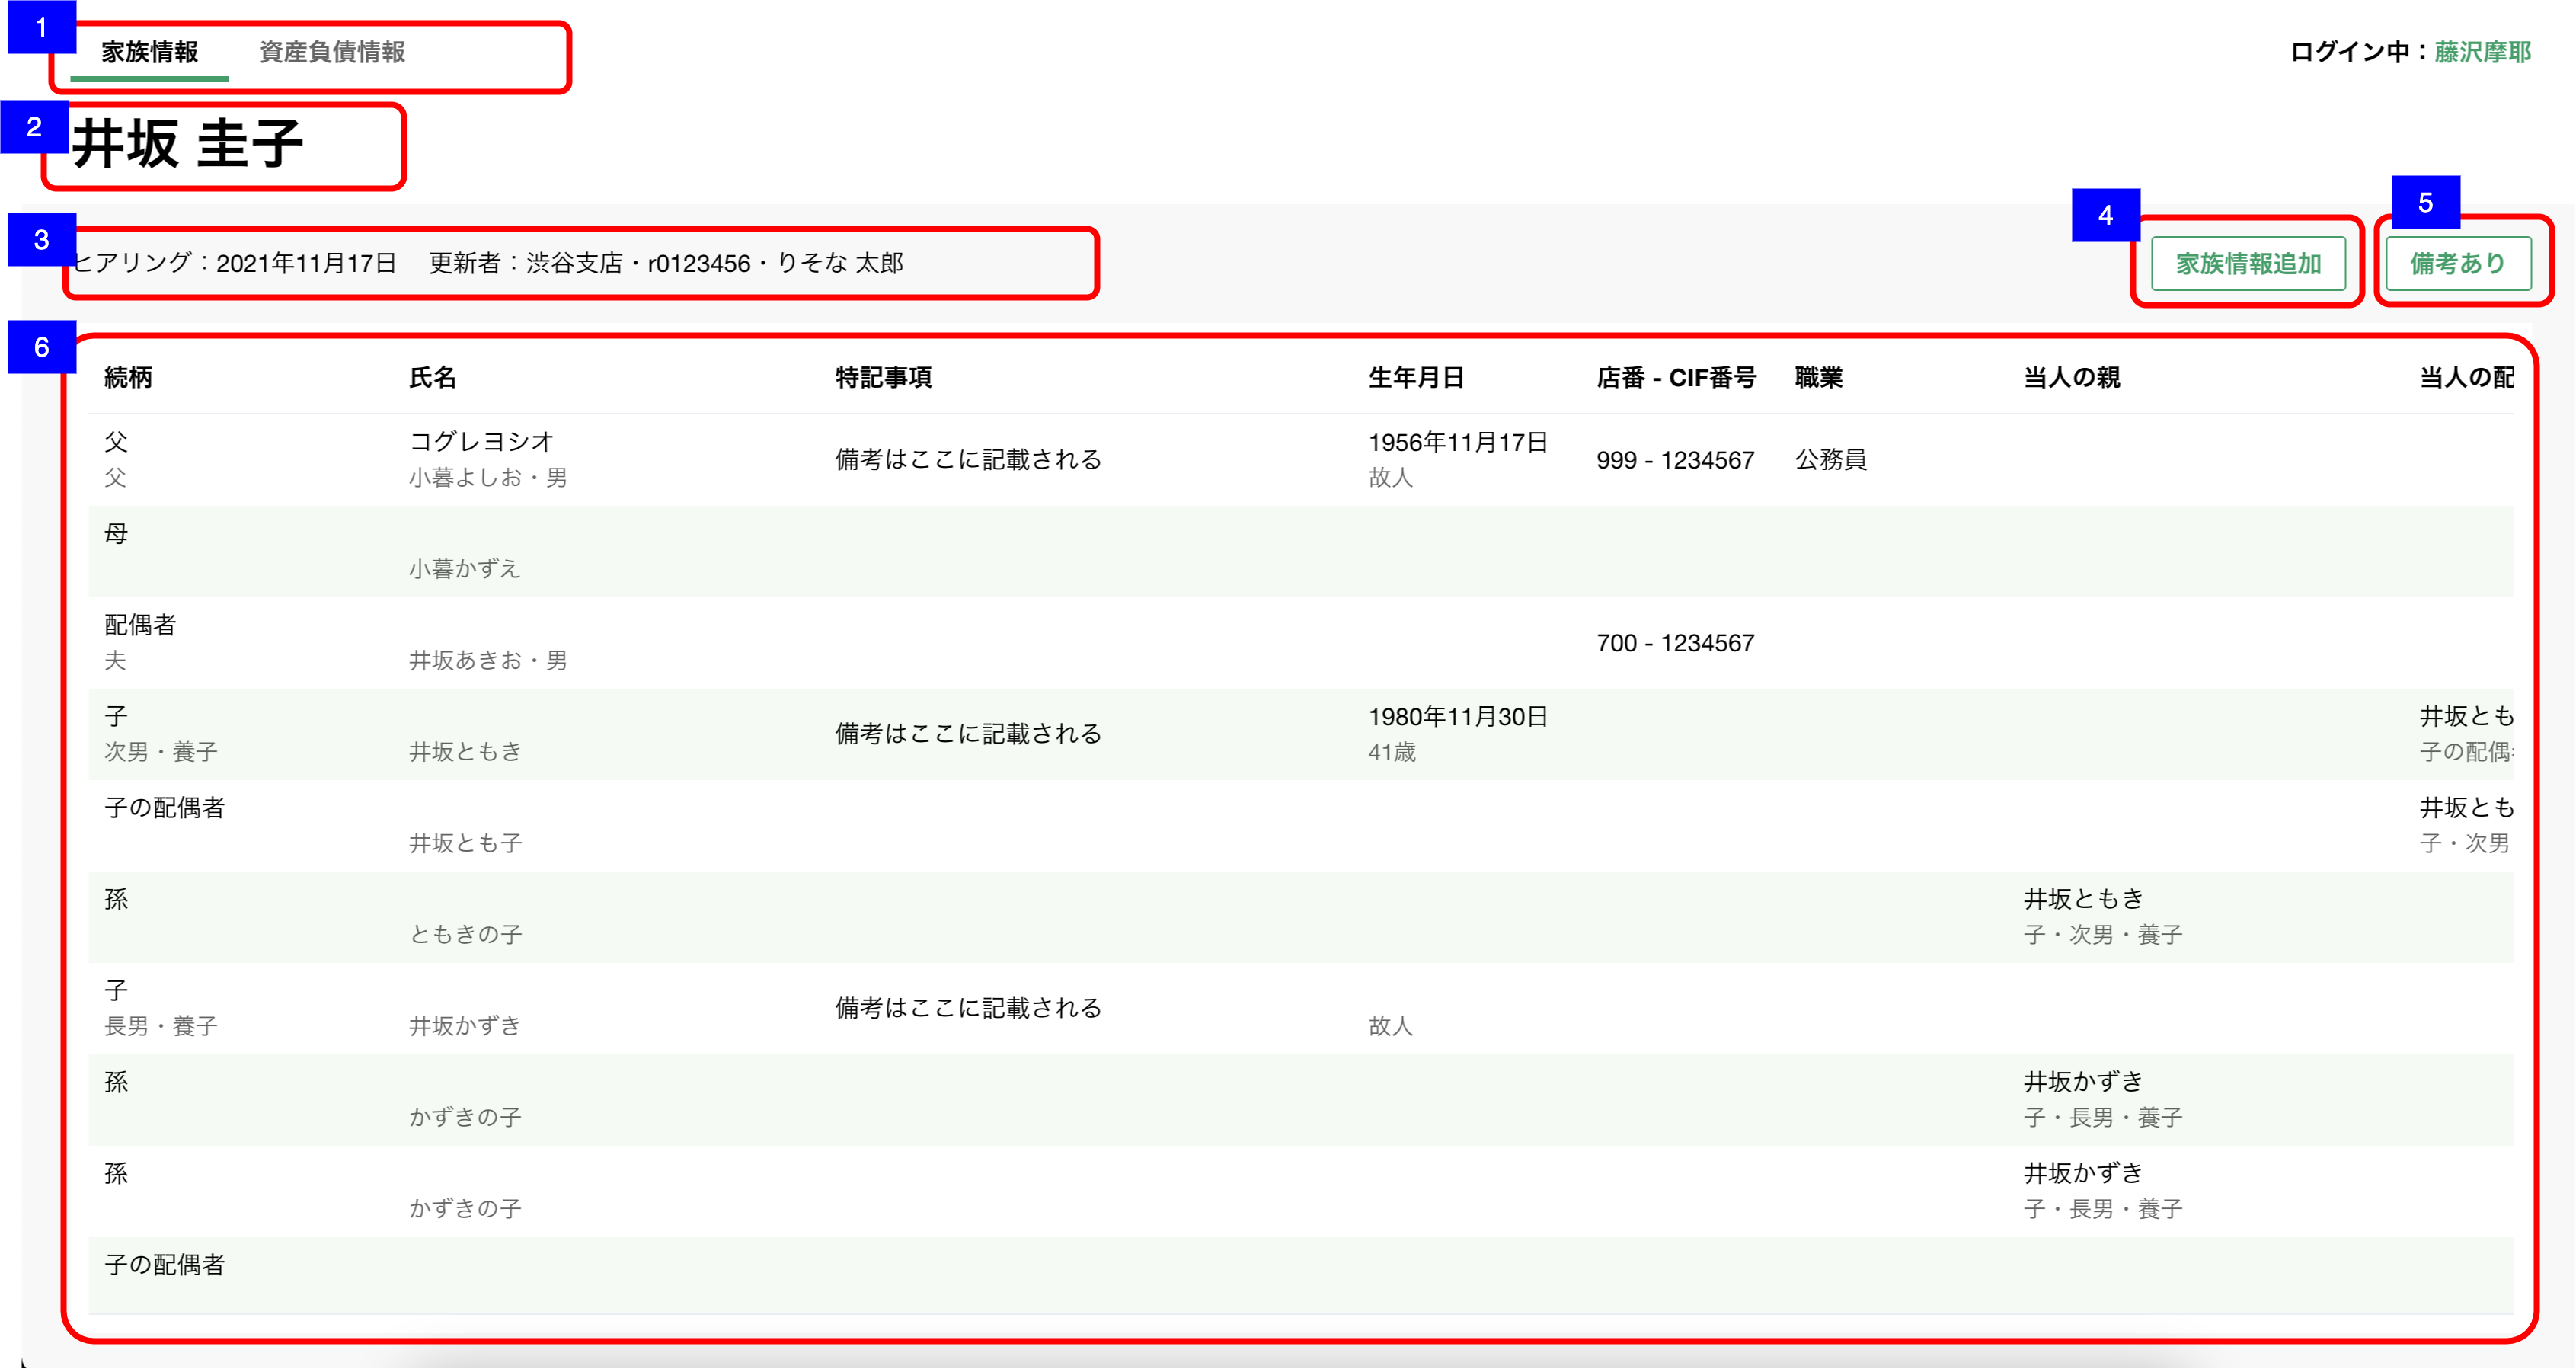 1
家族情報 資産負債情報 ログイン中：藤沢摩耶
2
井坂 圭子
3
ヒアリング：2021年11月17日 更新者：渋谷支店・r0123456・りそな 太郎
4
家族情報追加
5
備考あり
6
続柄 氏名 特記事項 生年月日 店番 - CIF番号 職業 当人の親 当人の配
父 コグレヨシオ 備考はここに記載される 1956年11月17日 999 - 1234567 公務員
父 小暮よしお・男 故人
母
小暮かずえ
配偶者 700 - 1234567
夫 井坂あきお・男
子 備考はここに記載される 1980年11月30日 井坂とも
次男・養子 井坂ともき 41歳 子の配偶
子の配偶者 井坂とも
井坂とも子 子・次男
孫 井坂ともき
ともきの子 子・次男・養子
子 備考はここに記載される
長男・養子 井坂かずき 故人
孫 井坂かずき
かずきの子 子・長男・養子
孫 井坂かずき
かずきの子 子・長男・養子
子の配偶者